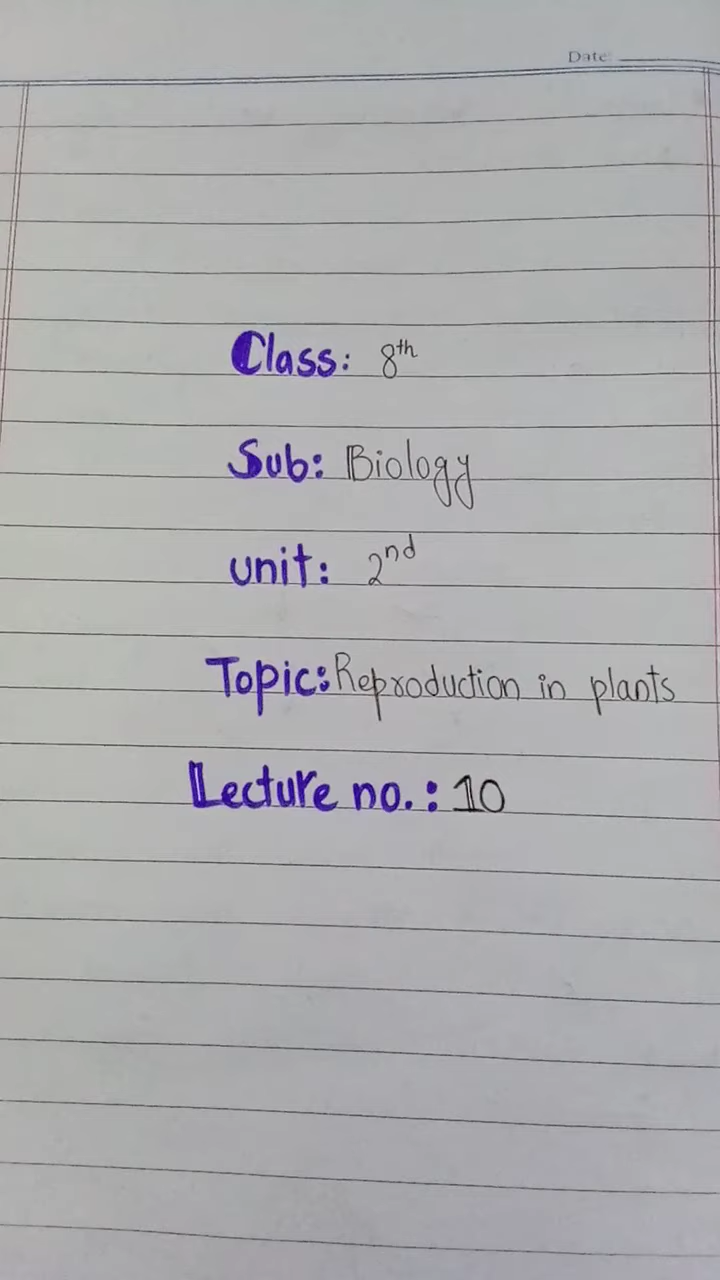 Date
Class: 8th
Sub: Biology
unit: 2nd
Topic: Reproduction in plants
Lecture no.: 10